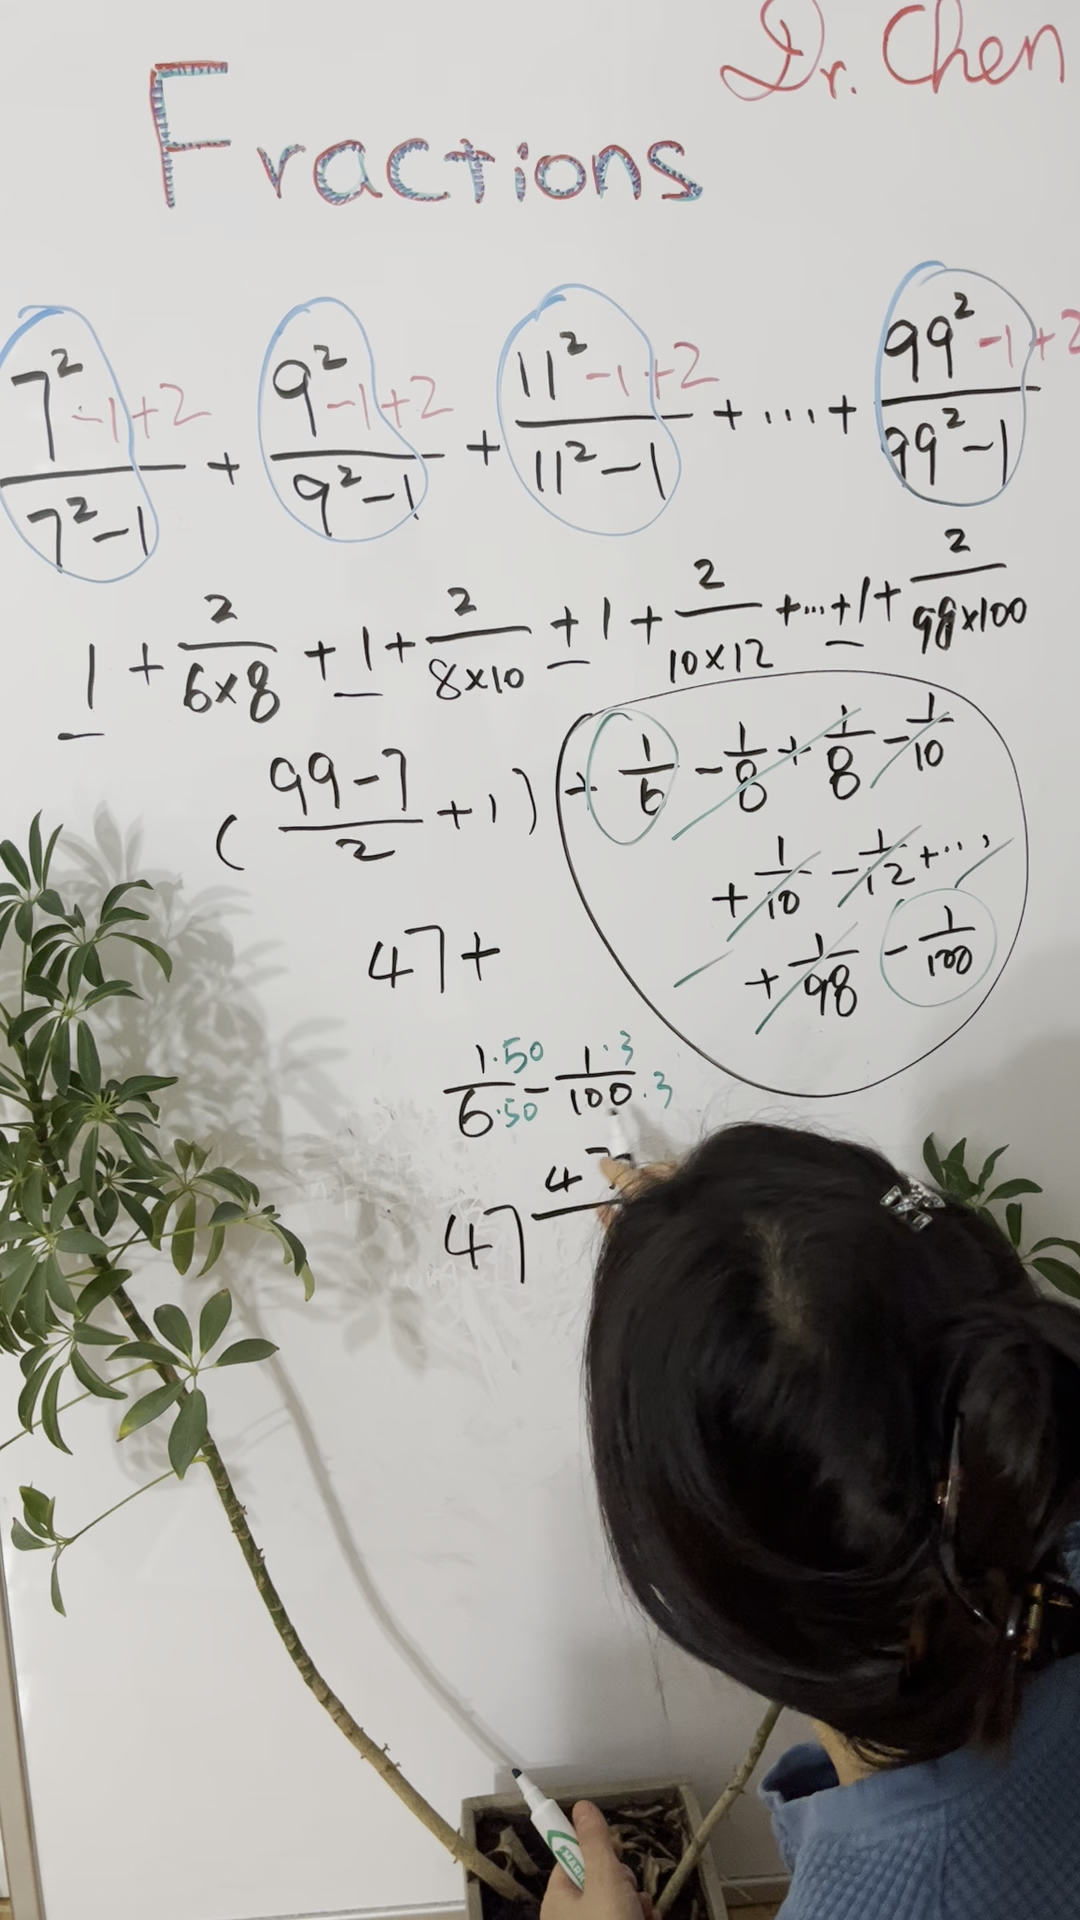 Dr. Chen
Fractions
7² -1+2 / 7²-1 + 9² -1+2 / 9²-1 + 11² -1+2 / 11²-1 + ... + 99² -1+2 / 99²-1
1 + 2 / 6×8 + 1 + 2 / 8×10 + 1 + 2 / 10×12 + ... + 1 + 2 / 98×100
( 99-7 / 2 + 1 ) + 1/6 - 1/8 + 1/8 - 1/10
+ 1/10 - 1/12 + ...
47 + + 1/98 - 1/100
1·50 / 6·50 - 1·3 / 100·3
47 47